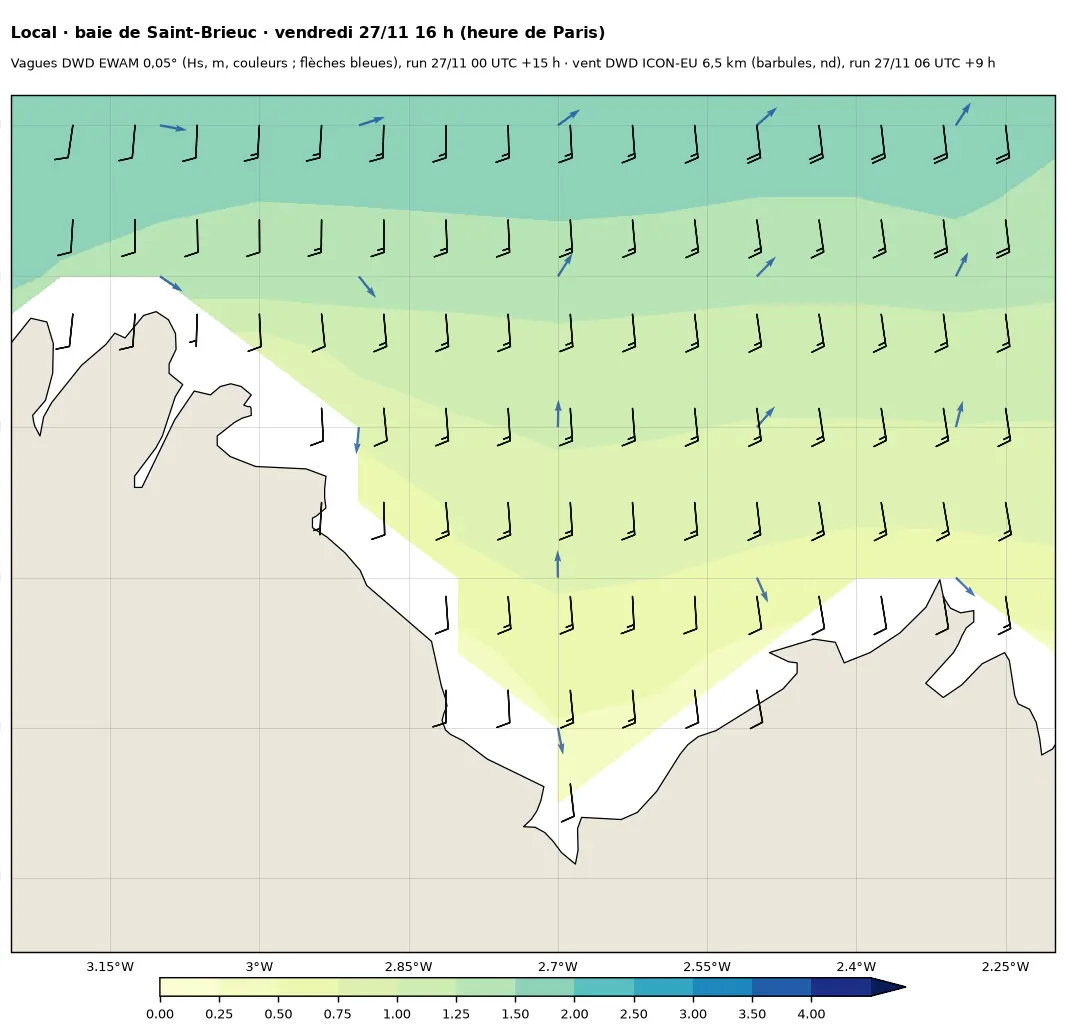 Local · baie de Saint-Brieuc · vendredi 27/11 16 h (heure de Paris)
Vagues DWD EWAM 0,05° (Hs, m, couleurs ; flèches bleues), run 27/11 00 UTC +15 h · vent DWD ICON-EU 6,5 km (barbules, nd), run 27/11 06 UTC +9 h
3.15°W 3°W 2.85°W 2.7°W 2.55°W 2.4°W 2.25°W
0.00 0.25 0.50 0.75 1.00 1.25 1.50 2.00 2.50 3.00 3.50 4.00